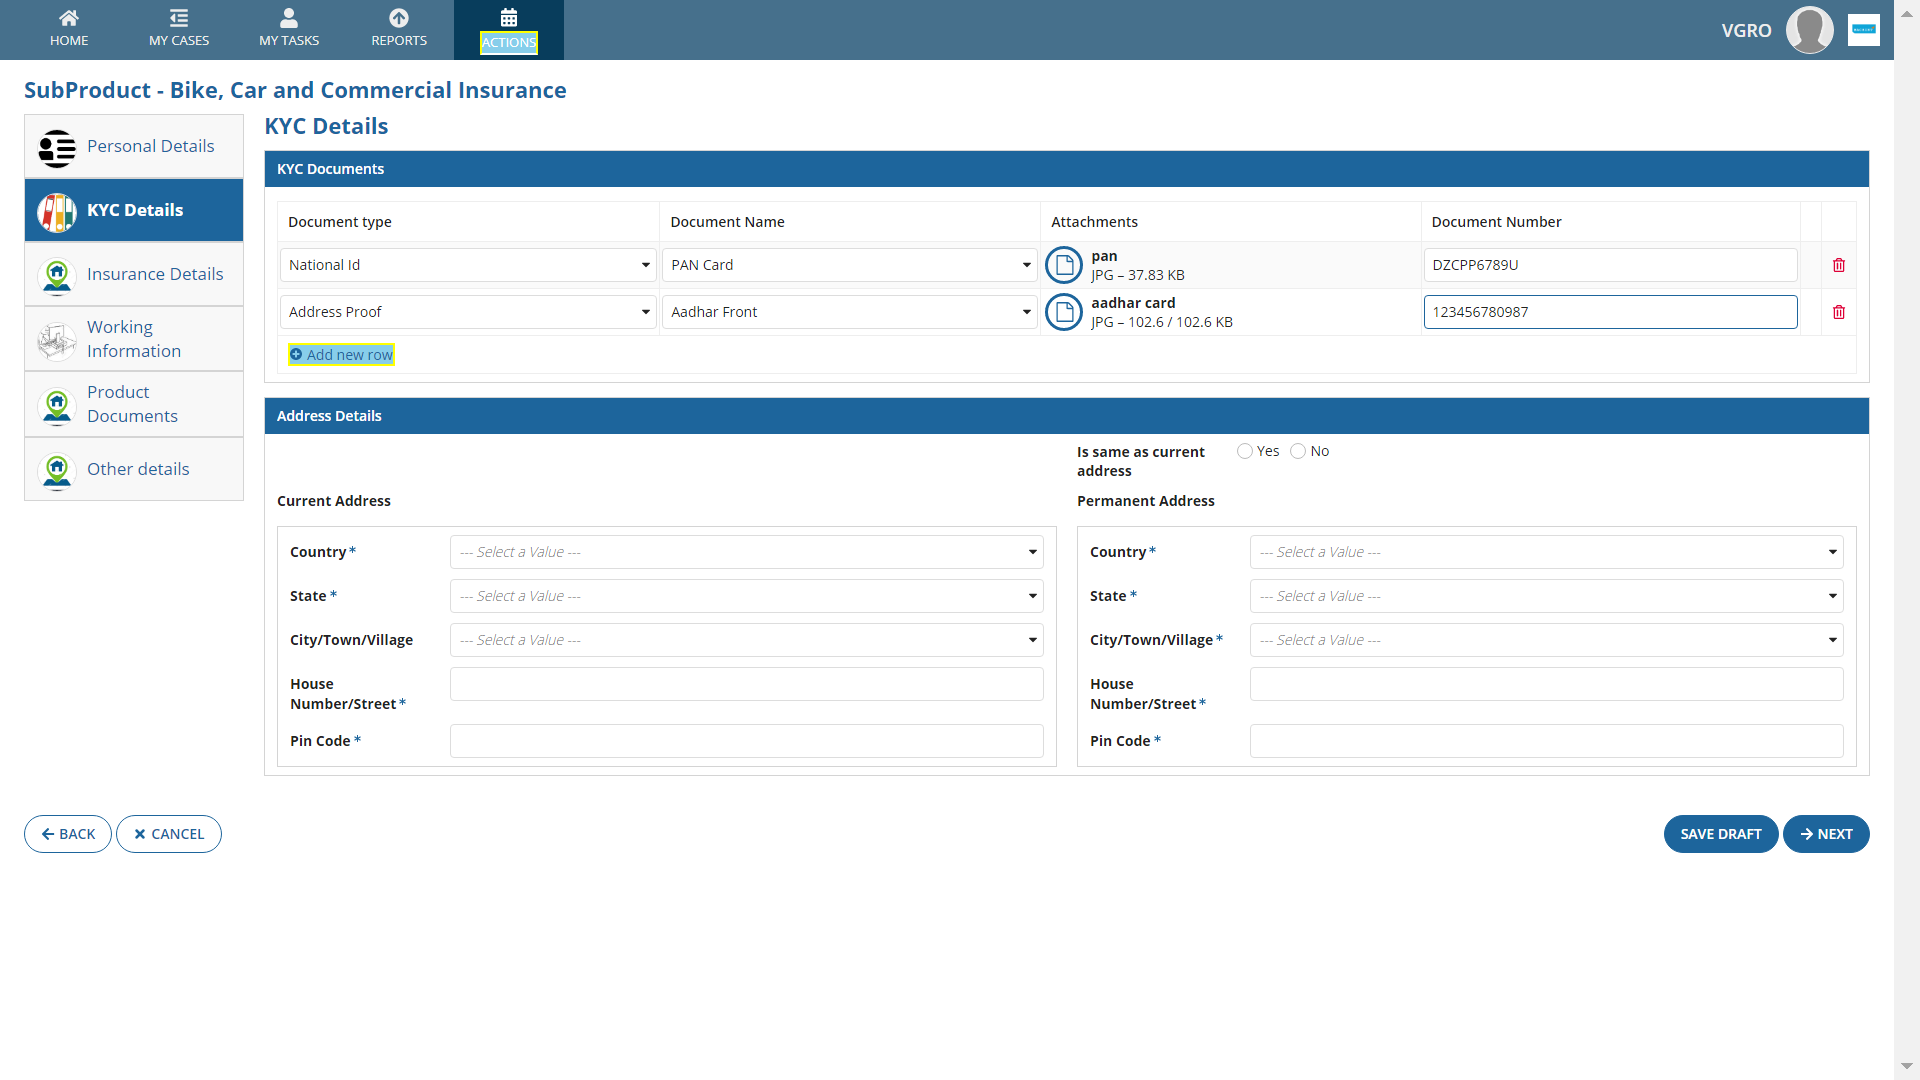 HOME
MY CASES
MY TASKS
REPORTS
ACTIONS
VGRO
SubProduct - Bike, Car and Commercial Insurance
Personal Details
KYC Details
Insurance Details
Working
Information
Product
Documents
Other details
KYC Details
KYC Documents
Document type
Document Name
Attachments
Document Number
National Id
PAN Card
pan
JPG – 37.83 KB
DZCPP6789U
Address Proof
Aadhar Front
aadhar card
JPG – 102.6 / 102.6 KB
123456780987
Add new row
Address Details
Is same as current
address
Yes
No
Current Address
Country *
--- Select a Value ---
State *
--- Select a Value ---
City/Town/Village
--- Select a Value ---
House
Number/Street *
Pin Code *
Permanent Address
Country *
--- Select a Value ---
State *
--- Select a Value ---
City/Town/Village *
--- Select a Value ---
House
Number/Street *
Pin Code *
BACK
CANCEL
SAVE DRAFT
NEXT